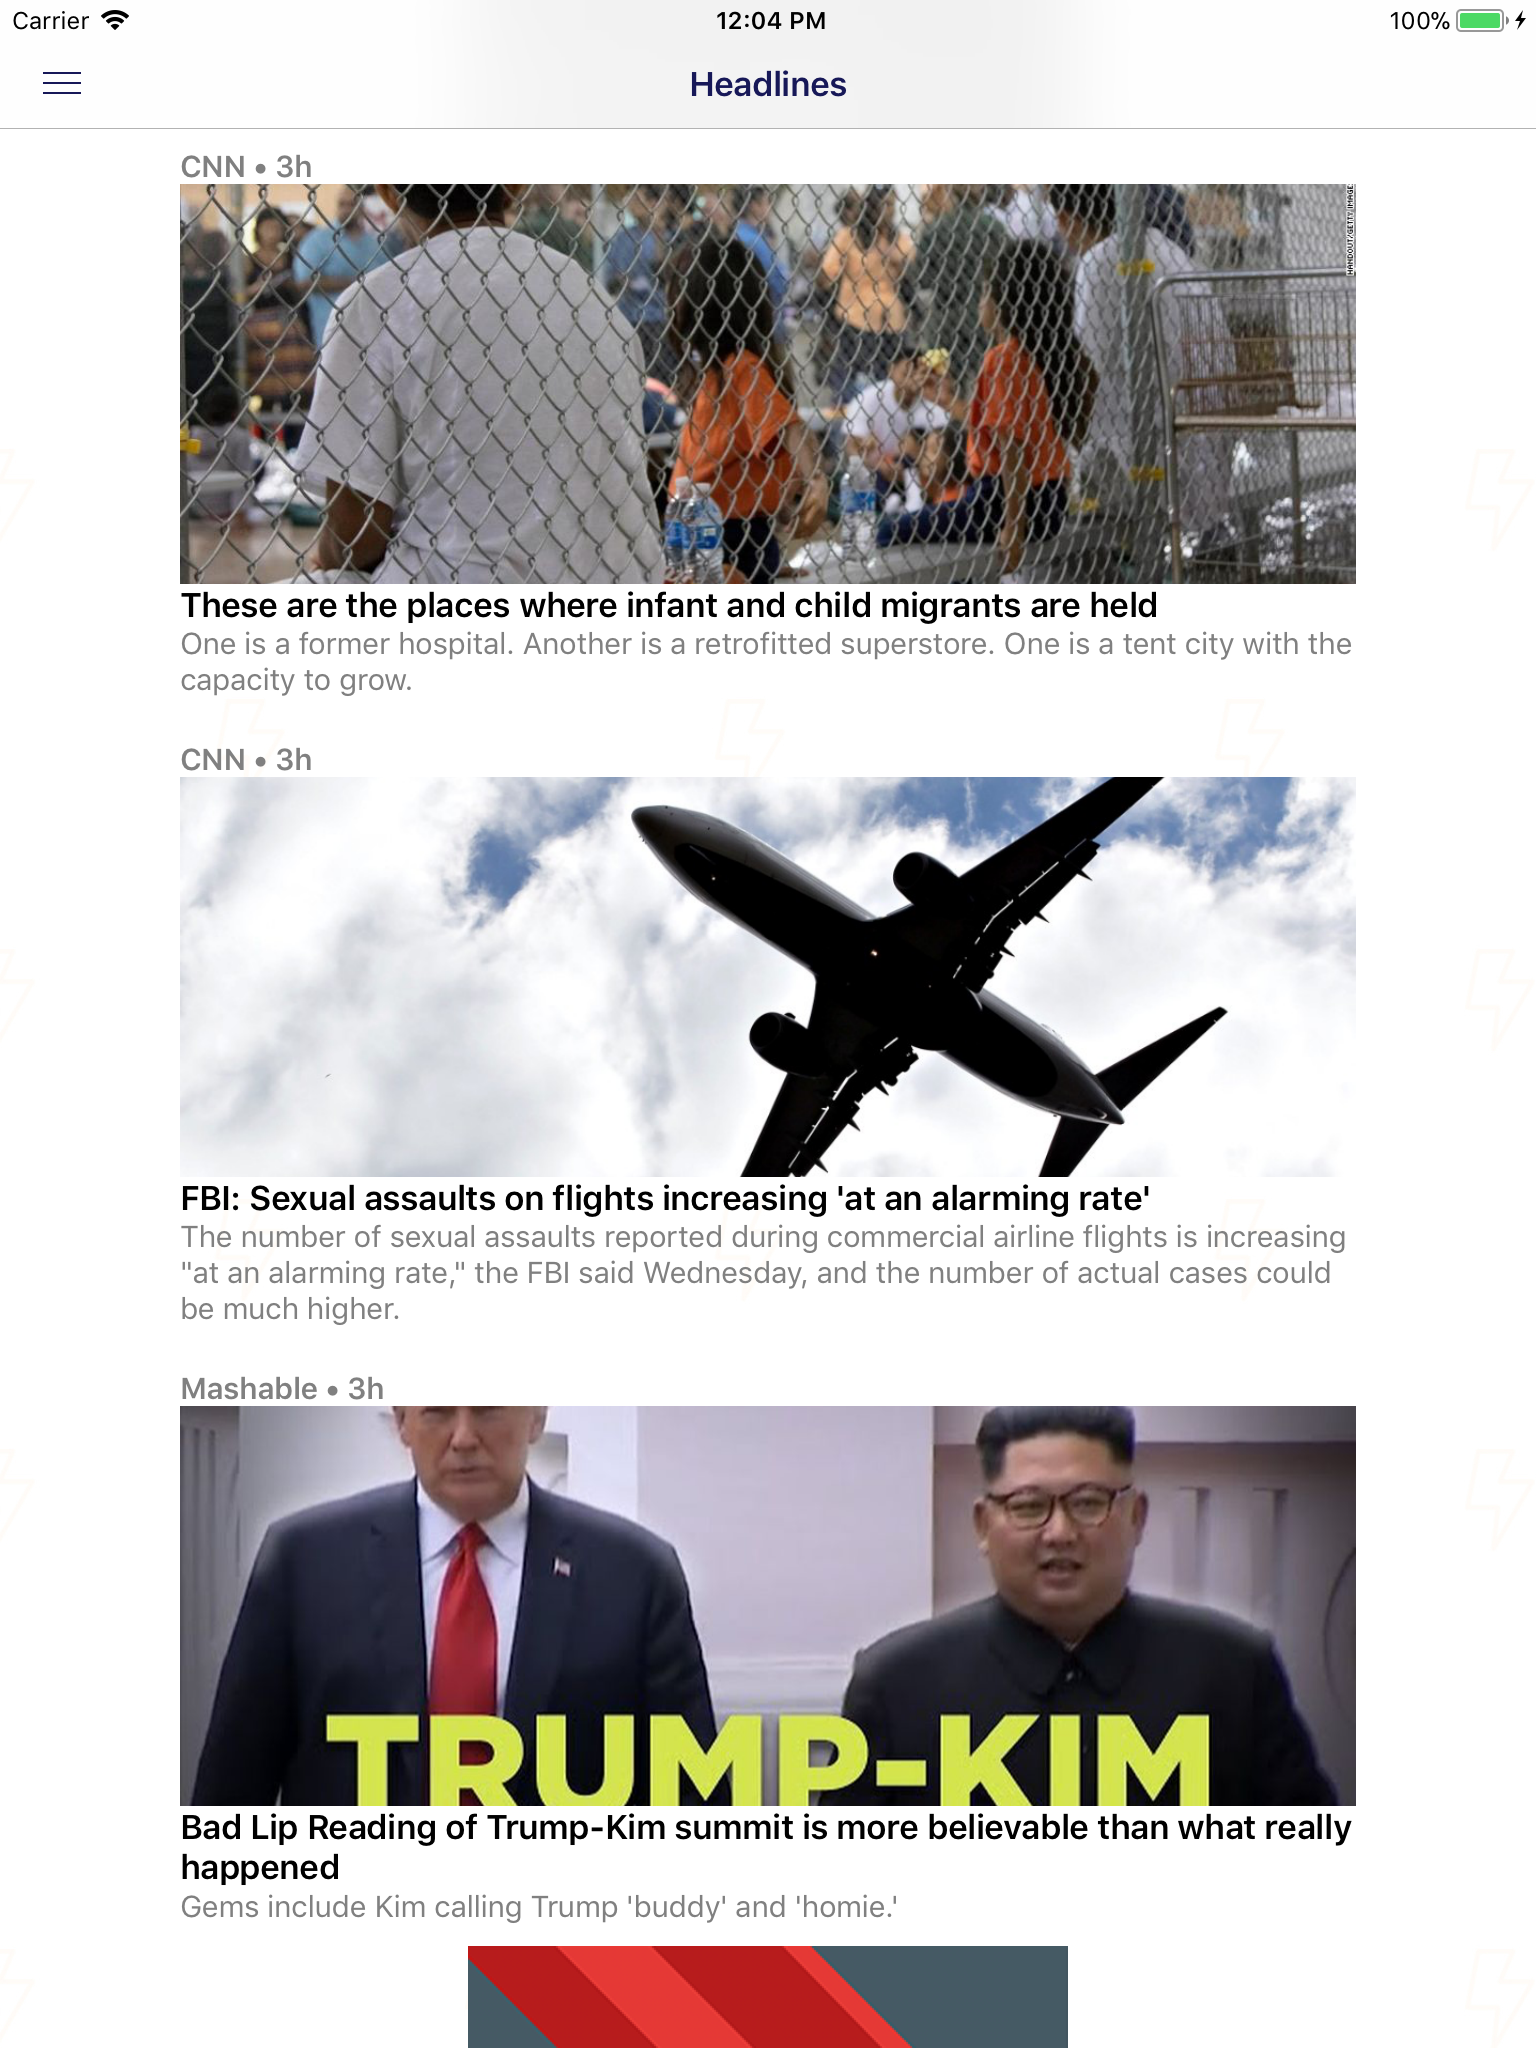 Carrier 12:04 PM 100%
Headlines
CNN • 3h
HANDOUT/GETTY IMAGE
These are the places where infant and child migrants are held
One is a former hospital. Another is a retrofitted superstore. One is a tent city with the
capacity to grow.
CNN • 3h
FBI: Sexual assaults on flights increasing 'at an alarming rate'
The number of sexual assaults reported during commercial airline flights is increasing
"at an alarming rate," the FBI said Wednesday, and the number of actual cases could
be much higher.
Mashable • 3h
TRUMP-KIM
Bad Lip Reading of Trump-Kim summit is more believable than what really
happened
Gems include Kim calling Trump 'buddy' and 'homie.'